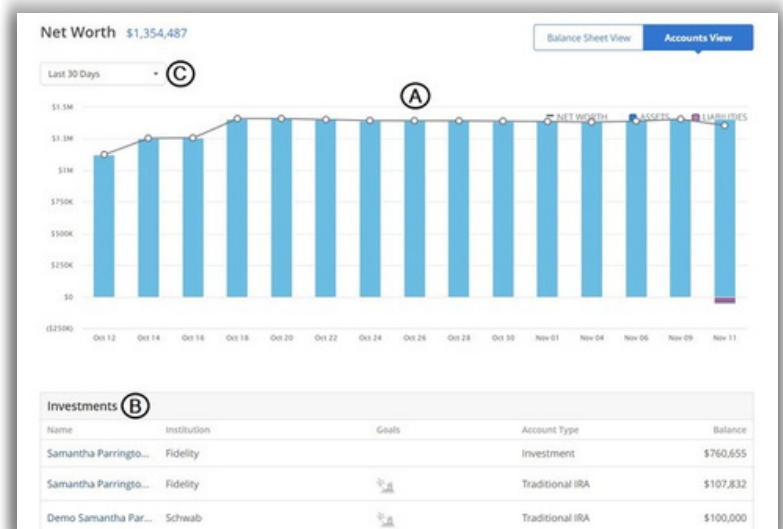 Net Worth $1,354,487
Balance Sheet View
Accounts View
Last 30 Days
C
A
NET WORTH ASSETS LIABILITIES
$1.5M
$1.1M
$1M
$750K
$500K
$250K
$0
($250K)
Oct 12 Oct 14 Oct 16 Oct 18 Oct 20 Oct 22 Oct 24 Oct 26 Oct 28 Oct 30 Nov 01 Nov 04 Nov 06 Nov 09 Nov 11
Investments B
Name Institution Goals Account Type Balance
Samantha Parringto... Fidelity Investment $760,655
Samantha Parringto... Fidelity Traditional IRA $107,832
Demo Samantha Par... Schwab Traditional IRA $100,000